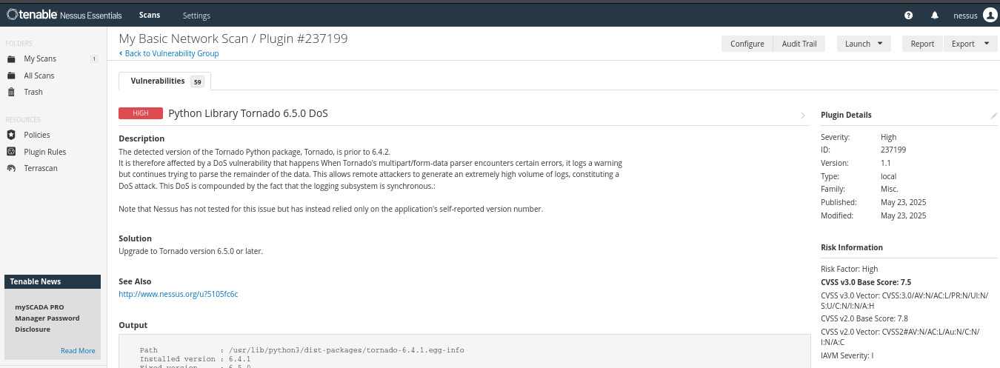 tenable Nessus Essentials
Scans
Settings
nessus
FOLDERS
My Scans
1
All Scans
Trash
RESOURCES
Policies
Plugin Rules
Terrascan
Tenable News
mySCADA PRO
Manager Password
Disclosure
Read More
My Basic Network Scan / Plugin #237199
‹ Back to Vulnerability Group
Configure
Audit Trail
Launch
Report
Export
Vulnerabilities 59
HIGH
Python Library Tornado 6.5.0 DoS
Description
The detected version of the Tornado Python package, Tornado, is prior to 6.4.2.
It is therefore affected by a DoS vulnerability that happens When Tornado's multipart/form-data parser encounters certain errors, it logs a warning
but continues trying to parse the remainder of the data. This allows remote attackers to generate an extremely high volume of logs, constituting a
DoS attack. This DoS is compounded by the fact that the logging subsystem is synchronous.:
Note that Nessus has not tested for this issue but has instead relied only on the application's self-reported version number.
Solution
Upgrade to Tornado version 6.5.0 or later.
See Also
http://www.nessus.org/u?5105fc6c
Output
Path : /usr/lib/python3/dist-packages/tornado-6.4.1.egg-info
Installed version : 6.4.1
Fixed version : 6.5.0
Plugin Details
Severity: High
ID: 237199
Version: 1.1
Type: local
Family: Misc.
Published: May 23, 2025
Modified: May 23, 2025
Risk Information
Risk Factor: High
CVSS v3.0 Base Score: 7.5
CVSS v3.0 Vector: CVSS:3.0/AV:N/AC:L/PR:N/UI:N/
S:U/C:N/I:N/A:H
CVSS v2.0 Base Score: 7.8
CVSS v2.0 Vector: CVSS2#AV:N/AC:L/Au:N/C:N/
I:N/A:C
IAVM Severity: I